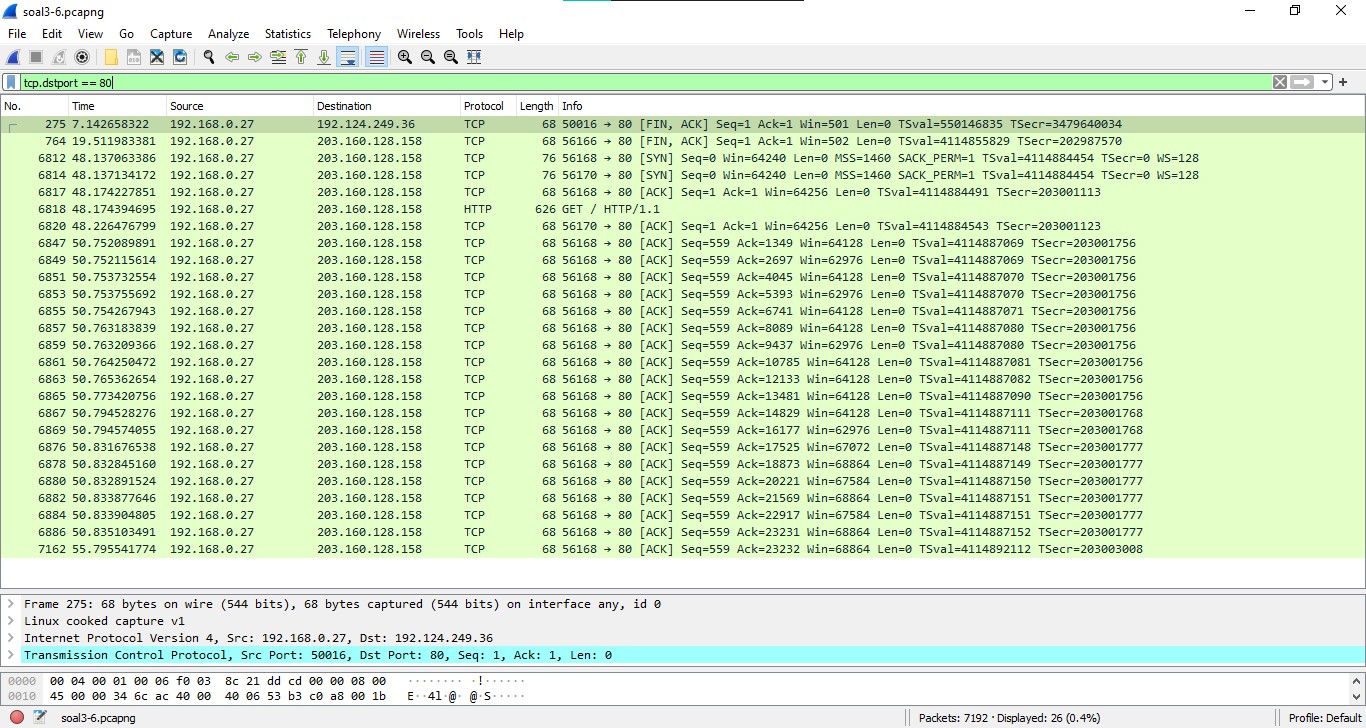 soal3-6.pcapng
File Edit View Go Capture Analyze Statistics Telephony Wireless Tools Help
tcp.dstport == 80
No. Time Source Destination Protocol Length Info
275 7.142658322 192.168.0.27 192.124.249.36 TCP 68 50016 → 80 [FIN, ACK] Seq=1 Ack=1 Win=501 Len=0 TSval=550146835 TSecr=3479640034
764 19.511983381 192.168.0.27 203.160.128.158 TCP 68 56166 → 80 [FIN, ACK] Seq=1 Ack=1 Win=502 Len=0 TSval=4114855829 TSecr=202987570
6812 48.137063386 192.168.0.27 203.160.128.158 TCP 76 56168 → 80 [SYN] Seq=0 Win=64240 Len=0 MSS=1460 SACK_PERM=1 TSval=4114884454 TSecr=0 WS=128
6814 48.137134172 192.168.0.27 203.160.128.158 TCP 76 56170 → 80 [SYN] Seq=0 Win=64240 Len=0 MSS=1460 SACK_PERM=1 TSval=4114884454 TSecr=0 WS=128
6817 48.174227851 192.168.0.27 203.160.128.158 TCP 68 56168 → 80 [ACK] Seq=1 Ack=1 Win=64256 Len=0 TSval=4114884491 TSecr=203001113
6818 48.174394695 192.168.0.27 203.160.128.158 HTTP 626 GET / HTTP/1.1
6820 48.226476799 192.168.0.27 203.160.128.158 TCP 68 56170 → 80 [ACK] Seq=1 Ack=1 Win=64256 Len=0 TSval=4114884543 TSecr=203001123
6847 50.752089891 192.168.0.27 203.160.128.158 TCP 68 56168 → 80 [ACK] Seq=559 Ack=1349 Win=64128 Len=0 TSval=4114887069 TSecr=203001756
6849 50.752115614 192.168.0.27 203.160.128.158 TCP 68 56168 → 80 [ACK] Seq=559 Ack=2697 Win=62976 Len=0 TSval=4114887069 TSecr=203001756
6851 50.753732554 192.168.0.27 203.160.128.158 TCP 68 56168 → 80 [ACK] Seq=559 Ack=4045 Win=64128 Len=0 TSval=4114887070 TSecr=203001756
6853 50.753755692 192.168.0.27 203.160.128.158 TCP 68 56168 → 80 [ACK] Seq=559 Ack=5393 Win=62976 Len=0 TSval=4114887070 TSecr=203001756
6855 50.754267943 192.168.0.27 203.160.128.158 TCP 68 56168 → 80 [ACK] Seq=559 Ack=6741 Win=64128 Len=0 TSval=4114887071 TSecr=203001756
6857 50.763183839 192.168.0.27 203.160.128.158 TCP 68 56168 → 80 [ACK] Seq=559 Ack=8089 Win=64128 Len=0 TSval=4114887080 TSecr=203001756
6859 50.763209366 192.168.0.27 203.160.128.158 TCP 68 56168 → 80 [ACK] Seq=559 Ack=9437 Win=62976 Len=0 TSval=4114887080 TSecr=203001756
6861 50.764250472 192.168.0.27 203.160.128.158 TCP 68 56168 → 80 [ACK] Seq=559 Ack=10785 Win=64128 Len=0 TSval=4114887081 TSecr=203001756
6863 50.765362654 192.168.0.27 203.160.128.158 TCP 68 56168 → 80 [ACK] Seq=559 Ack=12133 Win=64128 Len=0 TSval=4114887082 TSecr=203001756
6865 50.773420756 192.168.0.27 203.160.128.158 TCP 68 56168 → 80 [ACK] Seq=559 Ack=13481 Win=64128 Len=0 TSval=4114887090 TSecr=203001756
6867 50.794528276 192.168.0.27 203.160.128.158 TCP 68 56168 → 80 [ACK] Seq=559 Ack=14829 Win=64128 Len=0 TSval=4114887111 TSecr=203001768
6869 50.794574055 192.168.0.27 203.160.128.158 TCP 68 56168 → 80 [ACK] Seq=559 Ack=16177 Win=62976 Len=0 TSval=4114887111 TSecr=203001768
6876 50.831676538 192.168.0.27 203.160.128.158 TCP 68 56168 → 80 [ACK] Seq=559 Ack=17525 Win=67072 Len=0 TSval=4114887148 TSecr=203001777
6878 50.832845160 192.168.0.27 203.160.128.158 TCP 68 56168 → 80 [ACK] Seq=559 Ack=18873 Win=68864 Len=0 TSval=4114887149 TSecr=203001777
6880 50.832891524 192.168.0.27 203.160.128.158 TCP 68 56168 → 80 [ACK] Seq=559 Ack=20221 Win=67584 Len=0 TSval=4114887150 TSecr=203001777
6882 50.833877646 192.168.0.27 203.160.128.158 TCP 68 56168 → 80 [ACK] Seq=559 Ack=21569 Win=68864 Len=0 TSval=4114887151 TSecr=203001777
6884 50.833904805 192.168.0.27 203.160.128.158 TCP 68 56168 → 80 [ACK] Seq=559 Ack=22917 Win=67584 Len=0 TSval=4114887151 TSecr=203001777
6886 50.835103491 192.168.0.27 203.160.128.158 TCP 68 56168 → 80 [ACK] Seq=559 Ack=23231 Win=68864 Len=0 TSval=4114887152 TSecr=203001777
7162 55.795541774 192.168.0.27 203.160.128.158 TCP 68 56168 → 80 [ACK] Seq=559 Ack=23232 Win=68864 Len=0 TSval=4114892112 TSecr=203003008
Frame 275: 68 bytes on wire (544 bits), 68 bytes captured (544 bits) on interface any, id 0
Linux cooked capture v1
Internet Protocol Version 4, Src: 192.168.0.27, Dst: 192.124.249.36
Transmission Control Protocol, Src Port: 50016, Dst Port: 80, Seq: 1, Ack: 1, Len: 0
0000 00 04 00 01 00 06 f0 03 8c 21 dd cd 00 00 08 00 ········ ·!······
0010 45 00 00 34 6c ac 40 00 40 06 53 b3 c0 a8 00 1b E··4l·@· @·S·····
soal3-6.pcapng Packets: 7192 · Displayed: 26 (0.4%) Profile: Default